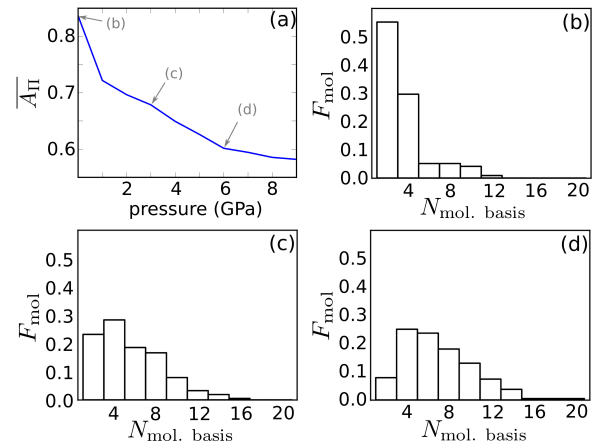 (a)
0.8
0.7
0.6
A_Π
(b)
(c)
(d)
2 4 6 8
pressure (GPa)
(b)
0.5
0.4
0.3
0.2
0.1
0.0
F_mol
4 8 12 16 20
N_mol. basis
(c)
0.5
0.4
0.3
0.2
0.1
0.0
F_mol
4 8 12 16 20
N_mol. basis
(d)
0.5
0.4
0.3
0.2
0.1
0.0
F_mol
4 8 12 16 20
N_mol. basis